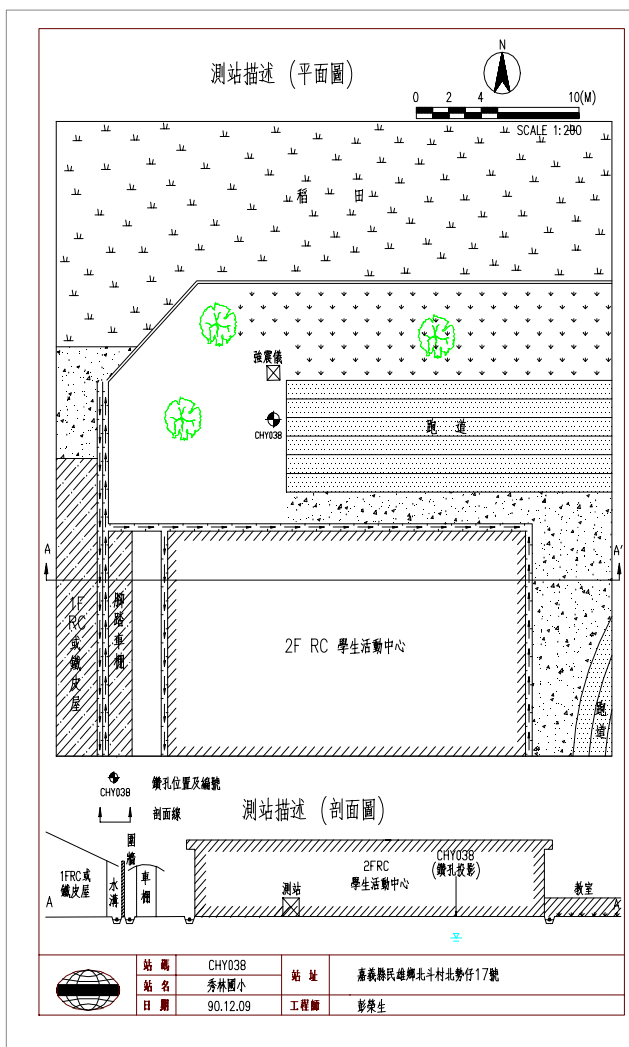 測站描述 (平面圖)
N
0 2 4 10(M)
SCALE 1:200
稻 田
強震儀
CHY038
跑 道
A A'
1F RC 或鐵皮屋
腳踏車棚
2F RC 學生活動中心
跑道
CHY038
鑽孔位置及編號
剖面線
測站描述 (剖面圖)
圍牆
1FRC或
鐵皮屋
水溝
車棚
2FRC
學生活動中心
CHY038
(鑽孔投影)
測站
教室
A A'
站 碼 CHY038
站 名 秀林國小
日 期 90.12.09
站 址 嘉義縣民雄鄉北斗村北勢仔17號
工程師 彭榮生